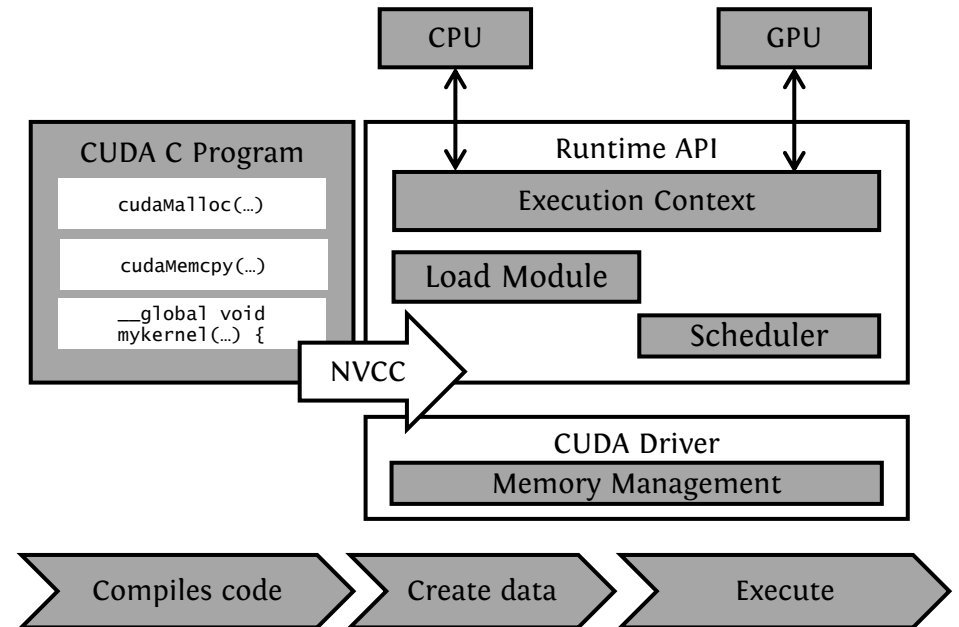 CPU
GPU
CUDA C Program
cudaMalloc(…)
cudaMemcpy(…)
__global void
mykernel(…) {
NVCC
Runtime API
Execution Context
Load Module
Scheduler
CUDA Driver
Memory Management
Compiles code
Create data
Execute